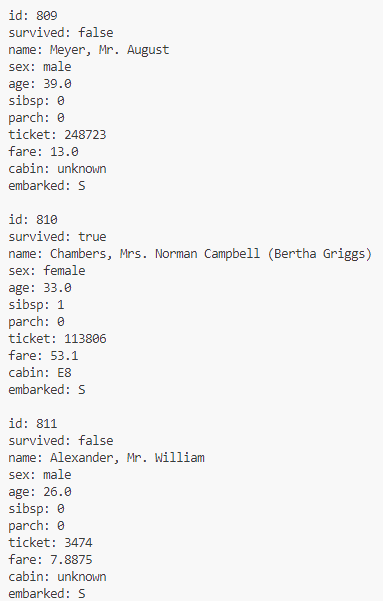 id: 809
survived: false
name: Meyer, Mr. August
sex: male
age: 39.0
sibsp: 0
parch: 0
ticket: 248723
fare: 13.0
cabin: unknown
embarked: S

id: 810
survived: true
name: Chambers, Mrs. Norman Campbell (Bertha Griggs)
sex: female
age: 33.0
sibsp: 1
parch: 0
ticket: 113806
fare: 53.1
cabin: E8
embarked: S

id: 811
survived: false
name: Alexander, Mr. William
sex: male
age: 26.0
sibsp: 0
parch: 0
ticket: 3474
fare: 7.8875
cabin: unknown
embarked: S